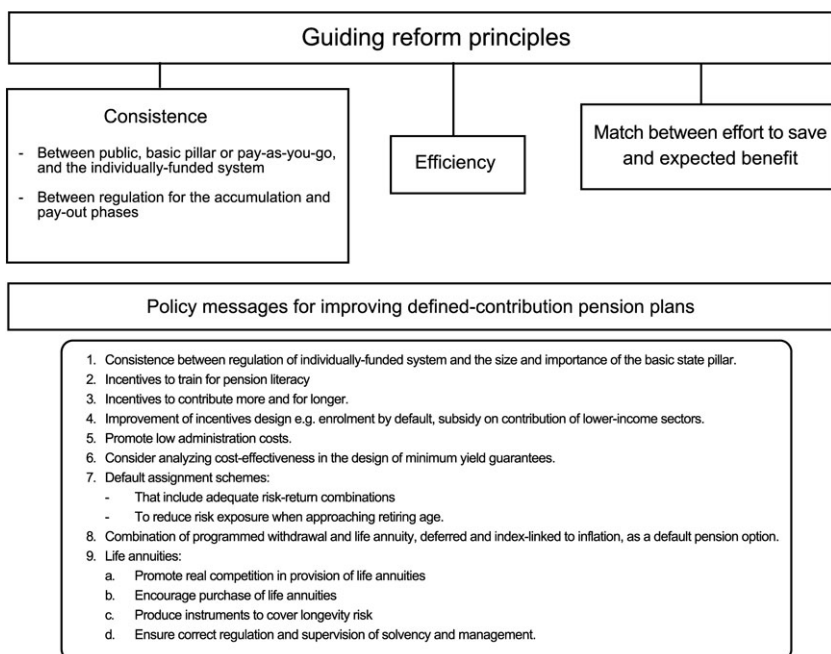 Guiding reform principles
Consistence
- Between public, basic pillar or pay-as-you-go,
and the individually-funded system
- Between regulation for the accumulation and
pay-out phases
Efficiency
Match between effort to save
and expected benefit
Policy messages for improving defined-contribution pension plans
1. Consistence between regulation of individually-funded system and the size and importance of the basic state pillar.
2. Incentives to train for pension literacy
3. Incentives to contribute more and for longer.
4. Improvement of incentives design e.g. enrolment by default, subsidy on contribution of lower-income sectors.
5. Promote low administration costs.
6. Consider analyzing cost-effectiveness in the design of minimum yield guarantees.
7. Default assignment schemes:
- That include adequate risk-return combinations
- To reduce risk exposure when approaching retiring age.
8. Combination of programmed withdrawal and life annuity, deferred and index-linked to inflation, as a default pension option.
9. Life annuities:
a. Promote real competition in provision of life annuities
b. Encourage purchase of life annuities
c. Produce instruments to cover longevity risk
d. Ensure correct regulation and supervision of solvency and management.